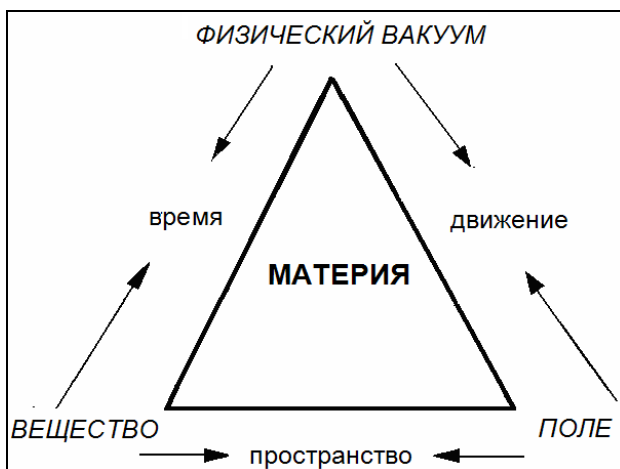 ФИЗИЧЕСКИЙ ВАКУУМ
время
движение
МАТЕРИЯ
ВЕЩЕСТВО
ПОЛЕ
пространство